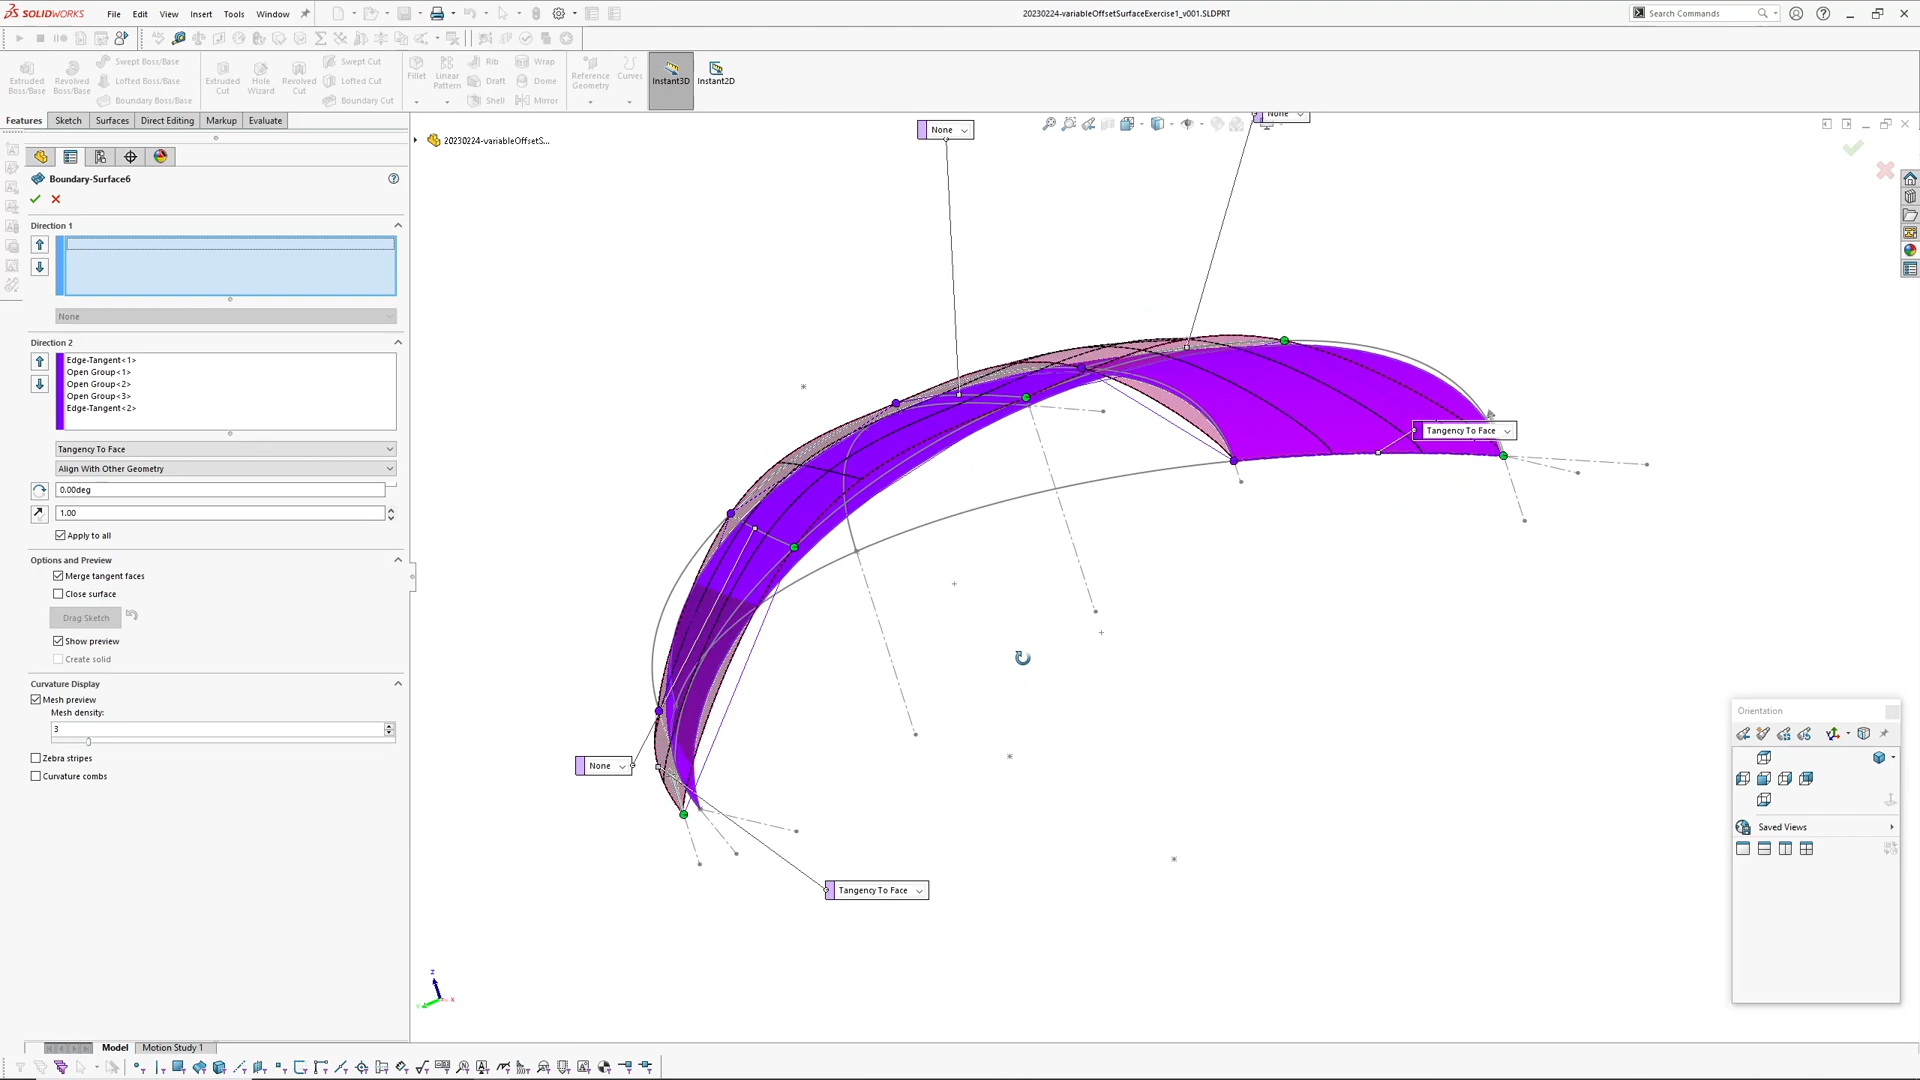 SOLIDWORKS File Edit View Insert Tools Window 20230224-variableOffsetSurfaceExercise1_v001.SLDPRT Search Commands
Extruded Boss/Base
Revolved Boss/Base
Swept Boss/Base
Lofted Boss/Base
Boundary Boss/Base
Extruded Cut
Hole Wizard
Revolved Cut
Swept Cut
Lofted Cut
Boundary Cut
Fillet
Linear Pattern
Rib
Draft
Shell
Wrap
Dome
Mirror
Reference Geometry
Curves
Instant3D
Instant2D
Features Sketch Surfaces Direct Editing Markup Evaluate
20230224-variableOffsetS...
None
None
Boundary-Surface6
Direction 1
None
Direction 2
Edge-Tangent<1>
Open Group<1>
Open Group<2>
Open Group<3>
Edge-Tangent<2>
Tangency To Face
Align With Other Geometry
0.00deg
1.00
Apply to all
Options and Preview
Merge tangent faces
Close surface
Drag Sketch
Show preview
Create solid
Curvature Display
Mesh preview
Mesh density:
3
Zebra stripes
Curvature combs
Tangency To Face
None
Tangency To Face
Orientation
Saved Views
z
x
Model Motion Study 1